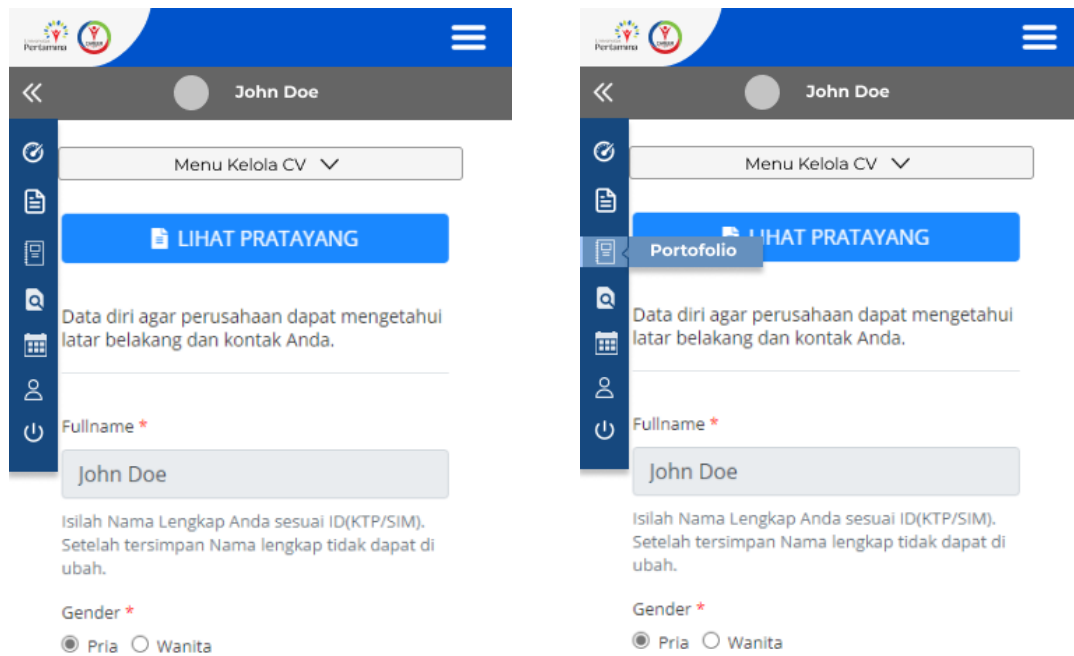 Universitas
Pertamina
John Doe
Menu Kelola CV
LIHAT PRATAYANG
Data diri agar perusahaan dapat mengetahui
latar belakang dan kontak Anda.
Fullname *
John Doe
Isilah Nama Lengkap Anda sesuai ID(KTP/SIM).
Setelah tersimpan Nama lengkap tidak dapat di
ubah.
Gender *
Pria Wanita
Pertamina
John Doe
Menu Kelola CV
LIHAT PRATAYANG
Portofolio
Data diri agar perusahaan dapat mengetahui
latar belakang dan kontak Anda.
Fullname *
John Doe
Isilah Nama Lengkap Anda sesuai ID(KTP/SIM).
Setelah tersimpan Nama lengkap tidak dapat di
ubah.
Gender *
Pria Wanita